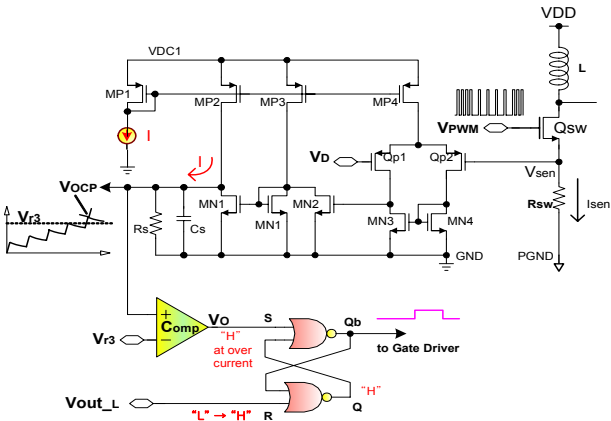 VDD
VDC1
L
MP1
MP2
MP3
MP4
VPWM
Qsw
I
I
VD
Qp1
Qp2
Vsen
VOCP
Vr3
MN1
MN1
MN2
MN3
MN4
Rs
Cs
Rsw
Isen
GND
PGND
+
Comp
−
Vr3
Vo
"H"
at over
current
S
Qb
to Gate Driver
Vout_L
"L" → "H"
R
Q
"H"